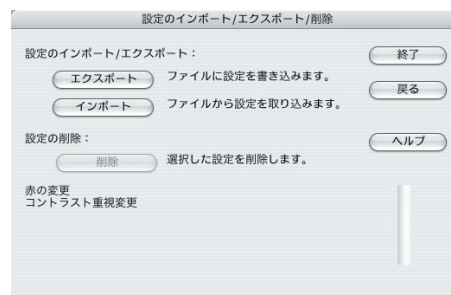 設定のインポート/エクスポート/削除
設定のインポート/エクスポート：
終了
エクスポート ファイルに設定を書き込みます。
戻る
インポート ファイルから設定を取り込みます。
設定の削除：
ヘルプ
削除 選択した設定を削除します。
赤の変更
コントラスト重視変更